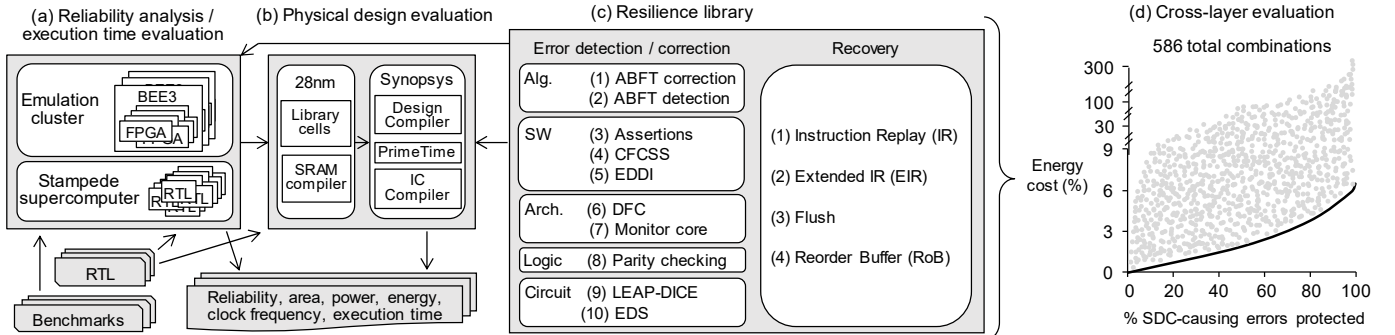 (a) Reliability analysis /
execution time evaluation
Emulation
cluster
BEE3
BEE3
FPGA
FPGA
Stampede
supercomputer
RTL
RTL
RTL
RTL
RTL
Benchmarks
(b) Physical design evaluation
28nm
Library
cells
SRAM
compiler
Synopsys
Design
Compiler
PrimeTime
IC
Compiler
Reliability, area, power, energy,
clock frequency, execution time
(c) Resilience library
Error detection / correction
Alg.
(1) ABFT correction
(2) ABFT detection
SW
(3) Assertions
(4) CFCSS
(5) EDDI
Arch.
(6) DFC
(7) Monitor core
Logic
(8) Parity checking
Circuit
(9) LEAP-DICE
(10) EDS
Recovery
(1) Instruction Replay (IR)
(2) Extended IR (EIR)
(3) Flush
(4) Reorder Buffer (RoB)
(d) Cross-layer evaluation
586 total combinations
Energy
cost (%)
300
100
30
9
6
3
0
0 20 40 60 80 100
% SDC-causing errors protected